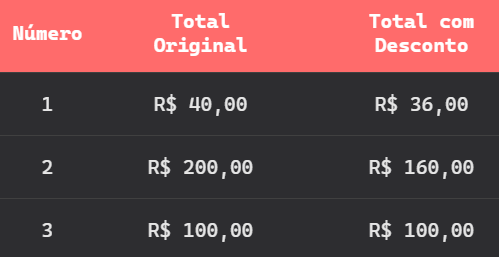 Número Total Original Total com Desconto
1 R$ 40,00 R$ 36,00
2 R$ 200,00 R$ 160,00
3 R$ 100,00 R$ 100,00